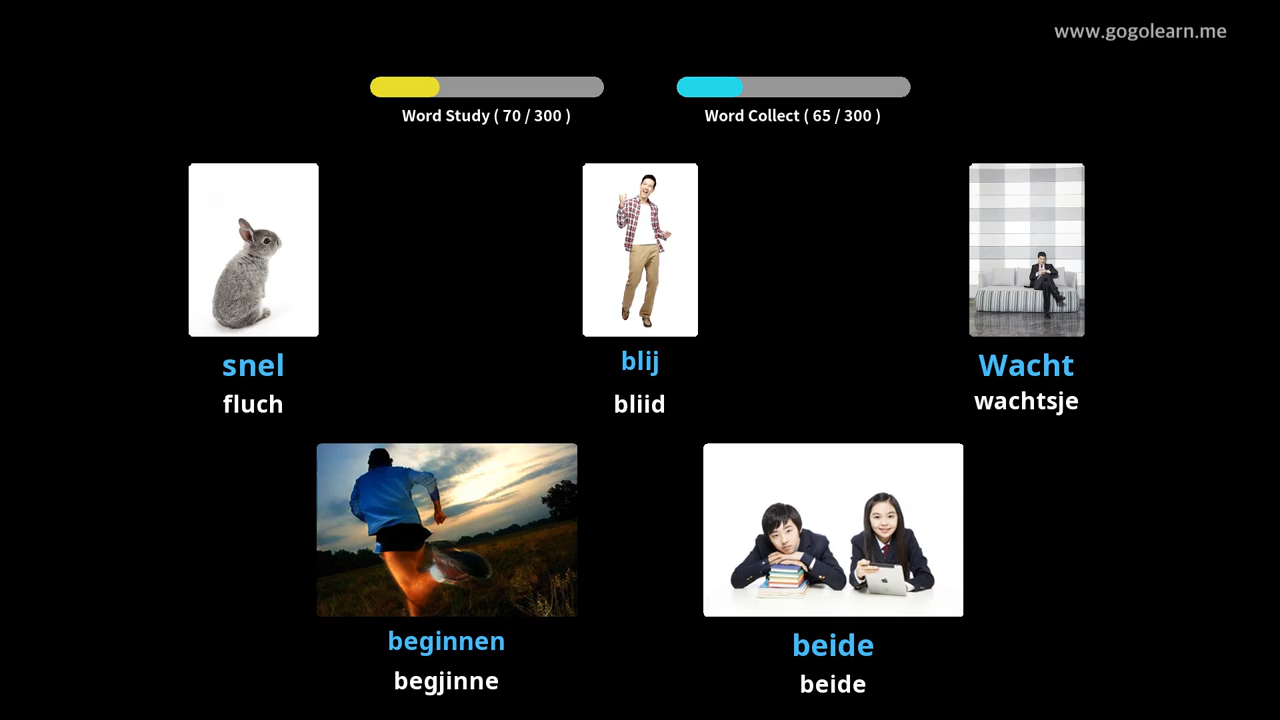 www.gogolearn.me
Word Study ( 70 / 300 )
Word Collect ( 65 / 300 )
snel
fluch
blij
bliid
Wacht
wachtsje
beginnen
begjinne
beide
beide